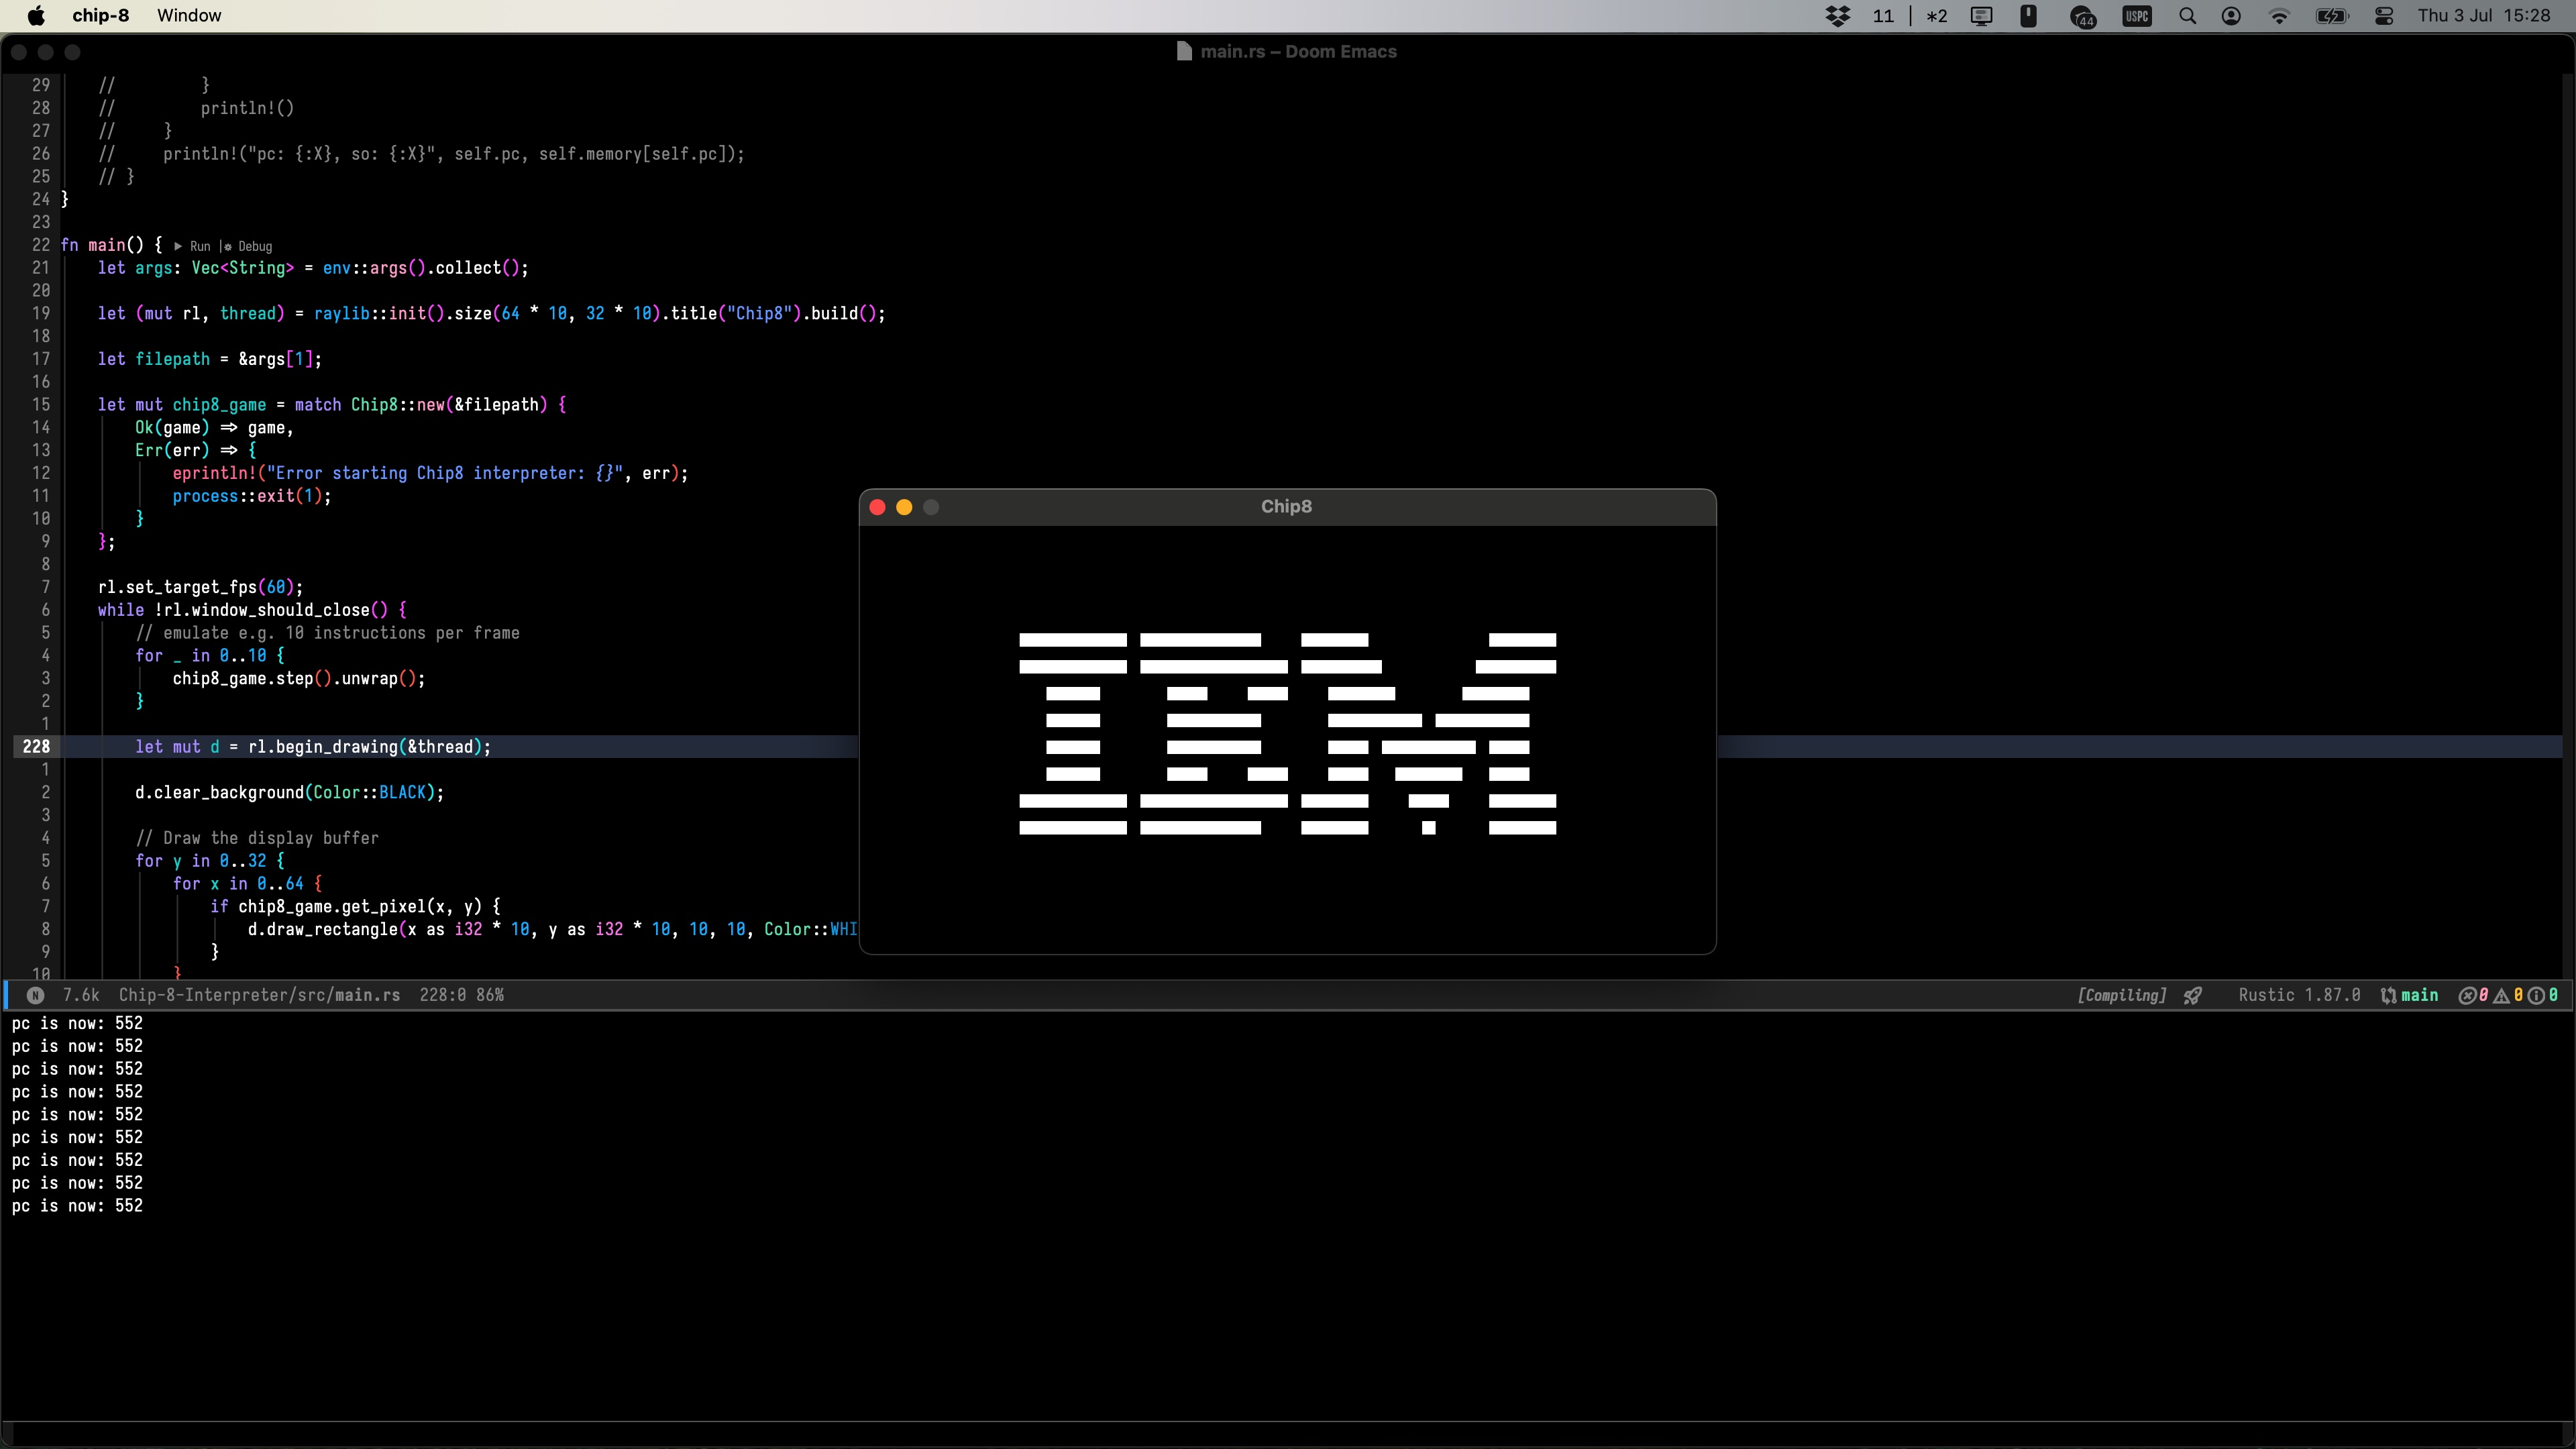 chip-8 Window 11 *2 44 USPC Thu 3 Jul 15:28
main.rs – Doom Emacs
29 // }
28 // println!()
27 // }
26 // println!("pc: {:X}, so: {:X}", self.pc, self.memory[self.pc]);
25 // }
24 }
23
22 fn main() { ▶ Run | Debug
21 let args: Vec<String> = env::args().collect();
20
19 let (mut rl, thread) = raylib::init().size(64 * 10, 32 * 10).title("Chip8").build();
18
17 let filepath = &args[1];
16
15 let mut chip8_game = match Chip8::new(&filepath) {
14 Ok(game) => game,
13 Err(err) => {
12 eprintln!("Error starting Chip8 interpreter: {}", err);
11 process::exit(1);
10 }
9 };
8
7 rl.set_target_fps(60);
6 while !rl.window_should_close() {
5 // emulate e.g. 10 instructions per frame
4 for _ in 0..10 {
3 chip8_game.step().unwrap();
2 }
1
228 let mut d = rl.begin_drawing(&thread);
1
2 d.clear_background(Color::BLACK);
3
4 // Draw the display buffer
5 for y in 0..32 {
6 for x in 0..64 {
7 if chip8_game.get_pixel(x, y) {
8 d.draw_rectangle(x as i32 * 10, y as i32 * 10, 10, 10, Color::WHI
9 }
10 }
Chip8
IBM
N 7.6k Chip-8-Interpreter/src/main.rs 228:0 86% [Compiling] Rustic 1.87.0 main 0 0 0
pc is now: 552
pc is now: 552
pc is now: 552
pc is now: 552
pc is now: 552
pc is now: 552
pc is now: 552
pc is now: 552
pc is now: 552